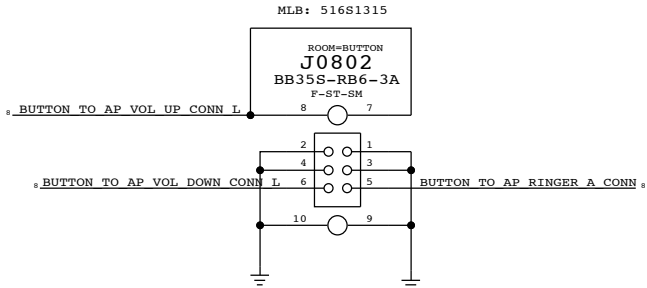 MLB: 516S1315
ROOM=BUTTON
J0802
BB35S-RB6-3A
F-ST-SM
8 BUTTON TO AP VOL UP CONN L 8 7
2 1
4 3
8 BUTTON TO AP VOL DOWN CONN L 6 5 BUTTON TO AP RINGER A CONN 8
10 9